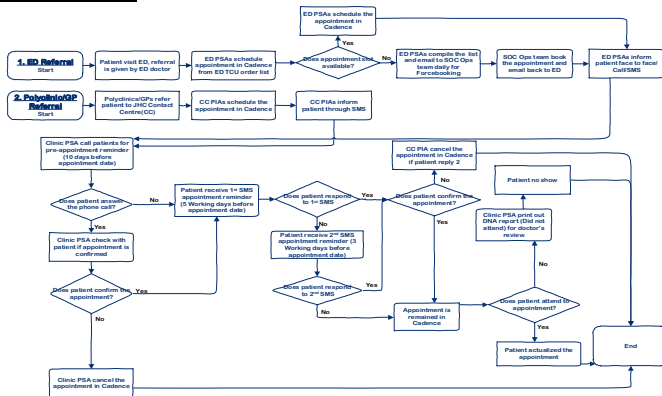 ED PSAs schedule the
appointment in
Cadence
Yes
1. ED Referral
Start
Patient visit ED, referral
is given by ED doctor
ED PSAs schedule
appointment in Cadence
from ED TCU order list
Does appointment slot
available?
No
ED PSAs compile the list
and email to SOC Ops
team daily for
Forcebooking
SOC Ops team book
the appointment and
email back to ED
ED PSAs inform
patient face to face/
Call/SMS
2. Polyclinic/GP
Referral
Start
Polyclinics/GPs refer
patient to JHC Contact
Centre(CC)
CC PIAs schedule the
appointment in Cadence
CC PIAs inform
patient through SMS
Clinic PSA call patients for
pre-appointment reminder
(10 days before
appointment date)
CC PIA cancel the
appointment in Cadence
if patient reply 2
Patient no show
Does patient answer
the phone call?
No
Patient receive 1st SMS
appointment reminder
(5 Working days before
appointment date)
Does patient respond
to 1st SMS
Yes
No
Does patient confirm the
appointment?
Clinic PSA print out
DNA report (Did not
attend) for doctor's
review
Yes
No
Yes
Clinic PSA check with
patient if appointment is
confirmed
Patient receive 2nd SMS
appointment reminder (3
Working days before
appointment date)
No
Does patient confirm the
appointment?
Yes
Does patient respond
to 2nd SMS
Yes
No
Appointment is
remained in
Cadence
Does patient attend to
appointment?
No
Yes
Patient actualized the
appointment
End
Clinic PSA cancel the
appointment in Cadence